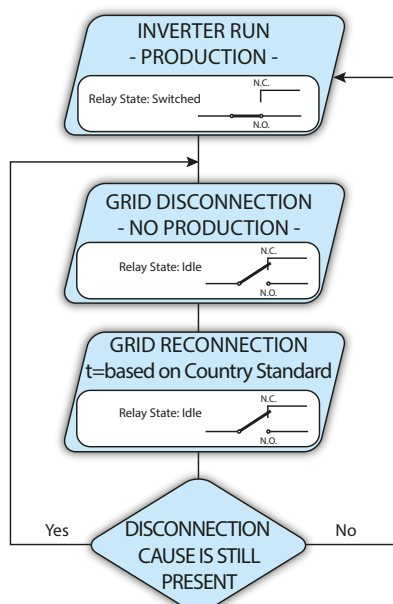 INVERTER RUN
- PRODUCTION -
N.C.
Relay State: Switched
N.O.
GRID DISCONNECTION
- NO PRODUCTION -
N.C.
Relay State: Idle
N.O.
GRID RECONNECTION
t=based on Country Standard
N.C.
Relay State: Idle
N.O.
Yes
No
DISCONNECTION
CAUSE IS STILL
PRESENT